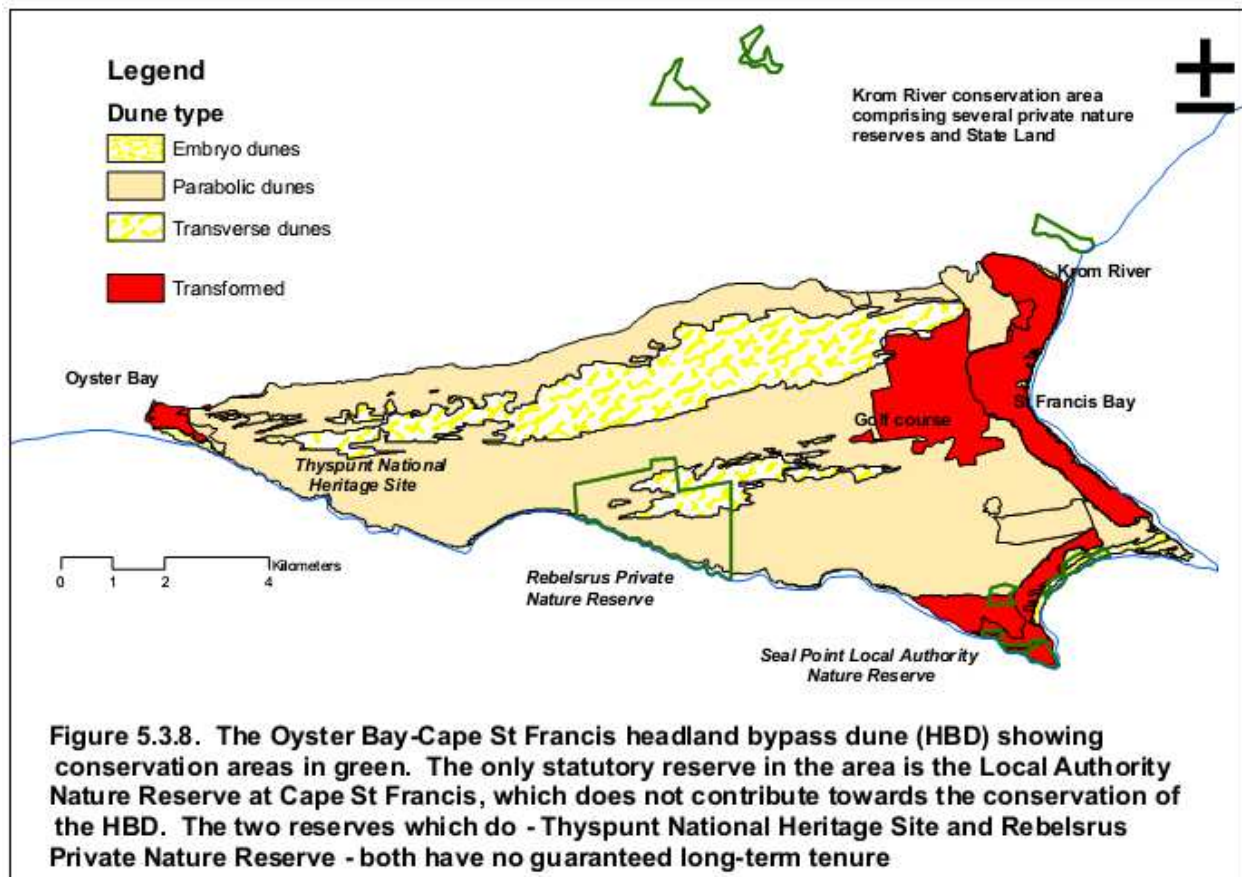 Legend
Dune type
Embryo dunes
Parabolic dunes
Transverse dunes
Transformed
Krom River conservation area
comprising several private nature
reserves and State Land
Krom River
Oyster Bay
St Francis Bay
Golf course
Thyspunt National
Heritage Site
0 1 2 4 Kilometers
Rebelsrus Private
Nature Reserve
Seal Point Local Authority
Nature Reserve
Figure 5.3.8. The Oyster Bay-Cape St Francis headland bypass dune (HBD) showing
conservation areas in green. The only statutory reserve in the area is the Local Authority
Nature Reserve at Cape St Francis, which does not contribute towards the conservation of
the HBD. The two reserves which do - Thyspunt National Heritage Site and Rebelsrus
Private Nature Reserve - both have no guaranteed long-term tenure